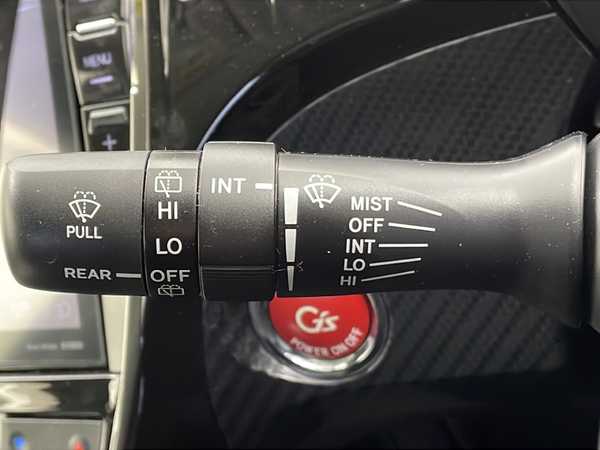 MENU
+
INT
HI
MIST
PULL
OFF
LO
INT
REAR
OFF
LO
HI
G's
POWER ON OFF